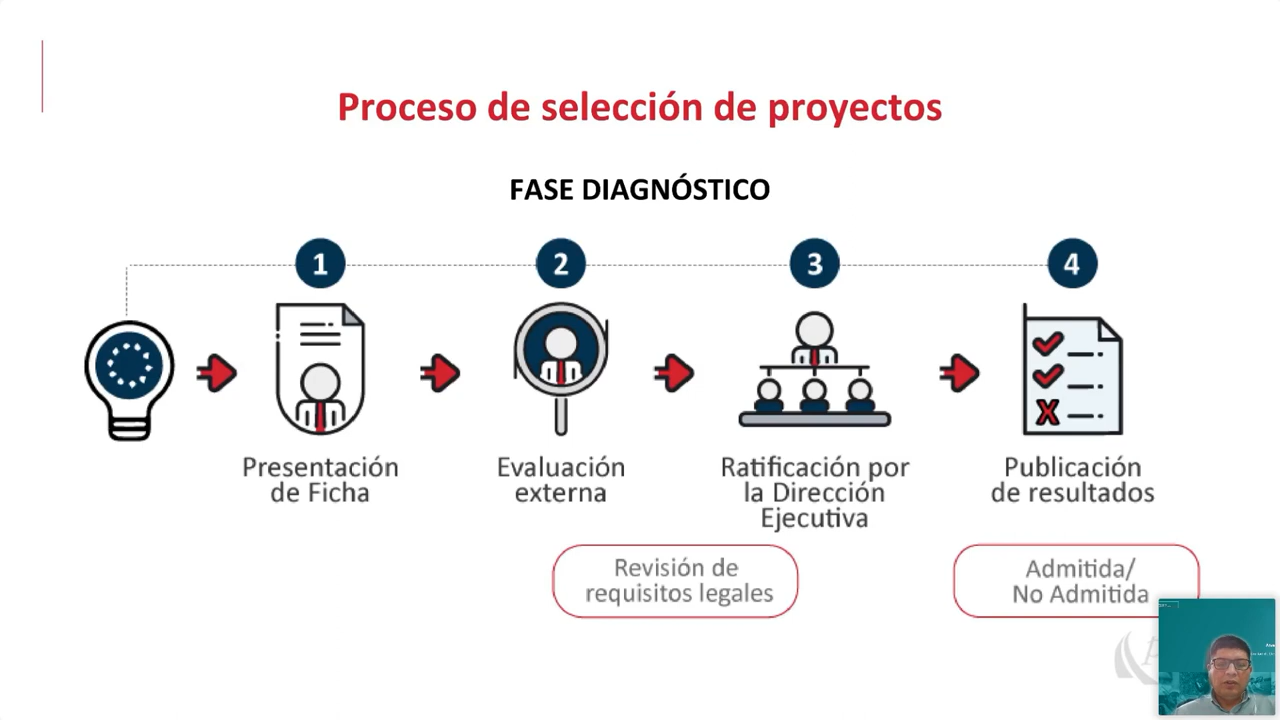 Proceso de selección de proyectos
FASE DIAGNÓSTICO
1
2
3
4
Presentación
de Ficha
Evaluación
externa
Ratificación por
la Dirección
Ejecutiva
Publicación
de resultados
Revisión de
requisitos legales
Admitida/
No Admitida